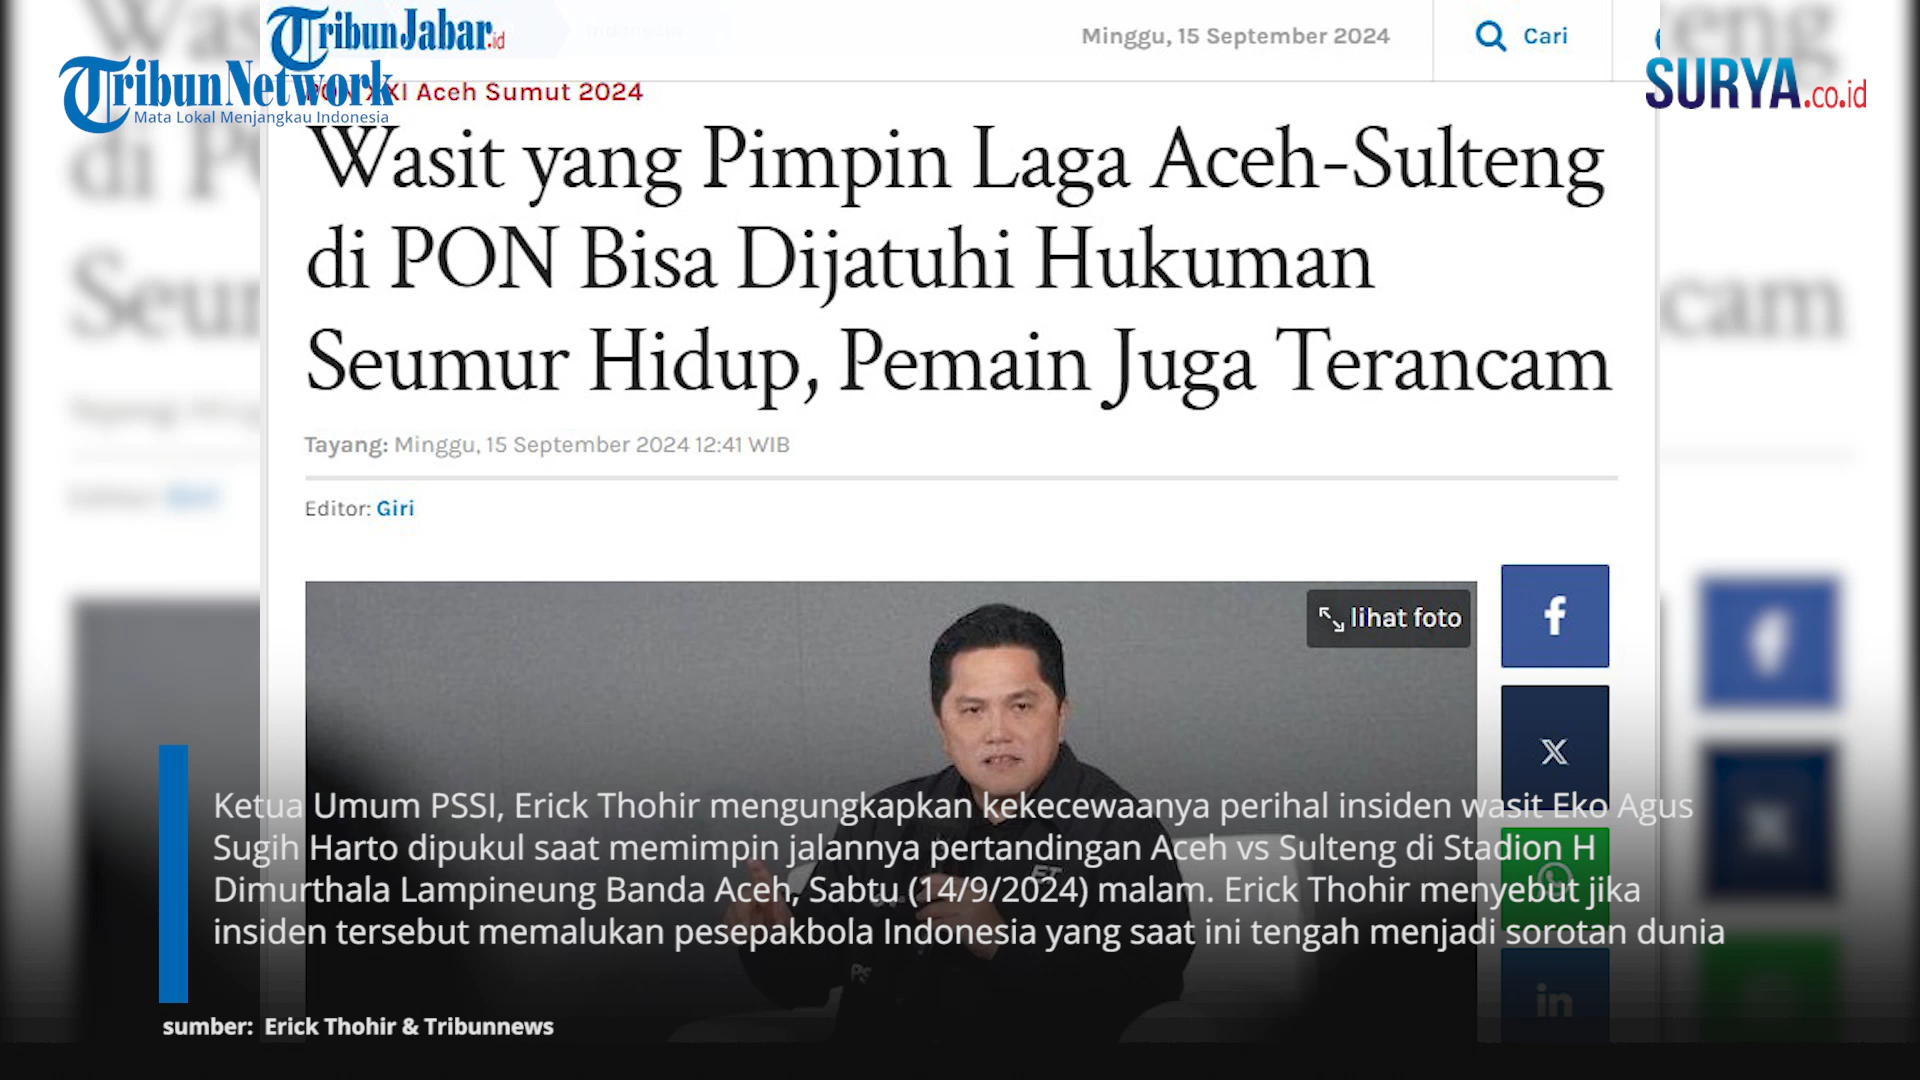 TribunJabar.id
Minggu, 15 September 2024
Cari
TribunNetwork
Mata Lokal Menjangkau Indonesia
SURYA.co.id
PON XXI Aceh Sumut 2024
Wasit yang Pimpin Laga Aceh-Sulteng
di PON Bisa Dijatuhi Hukuman
Seumur Hidup, Pemain Juga Terancam
Tayang: Minggu, 15 September 2024 12:41 WIB
Editor: Giri
lihat foto
Ketua Umum PSSI, Erick Thohir mengungkapkan kekecewaanya perihal insiden wasit Eko Agus
Sugih Harto dipukul saat memimpin jalannya pertandingan Aceh vs Sulteng di Stadion H
Dimurthala Lampineung Banda Aceh, Sabtu (14/9/2024) malam. Erick Thohir menyebut jika
insiden tersebut memalukan pesepakbola Indonesia yang saat ini tengah menjadi sorotan dunia
sumber: Erick Thohir & Tribunnews